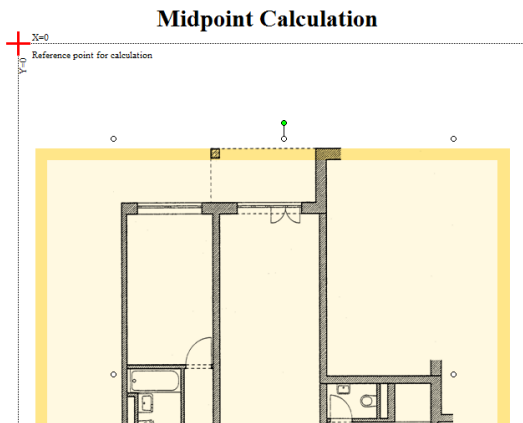 Midpoint Calculation
X=0
Reference point for calculation
Y=0